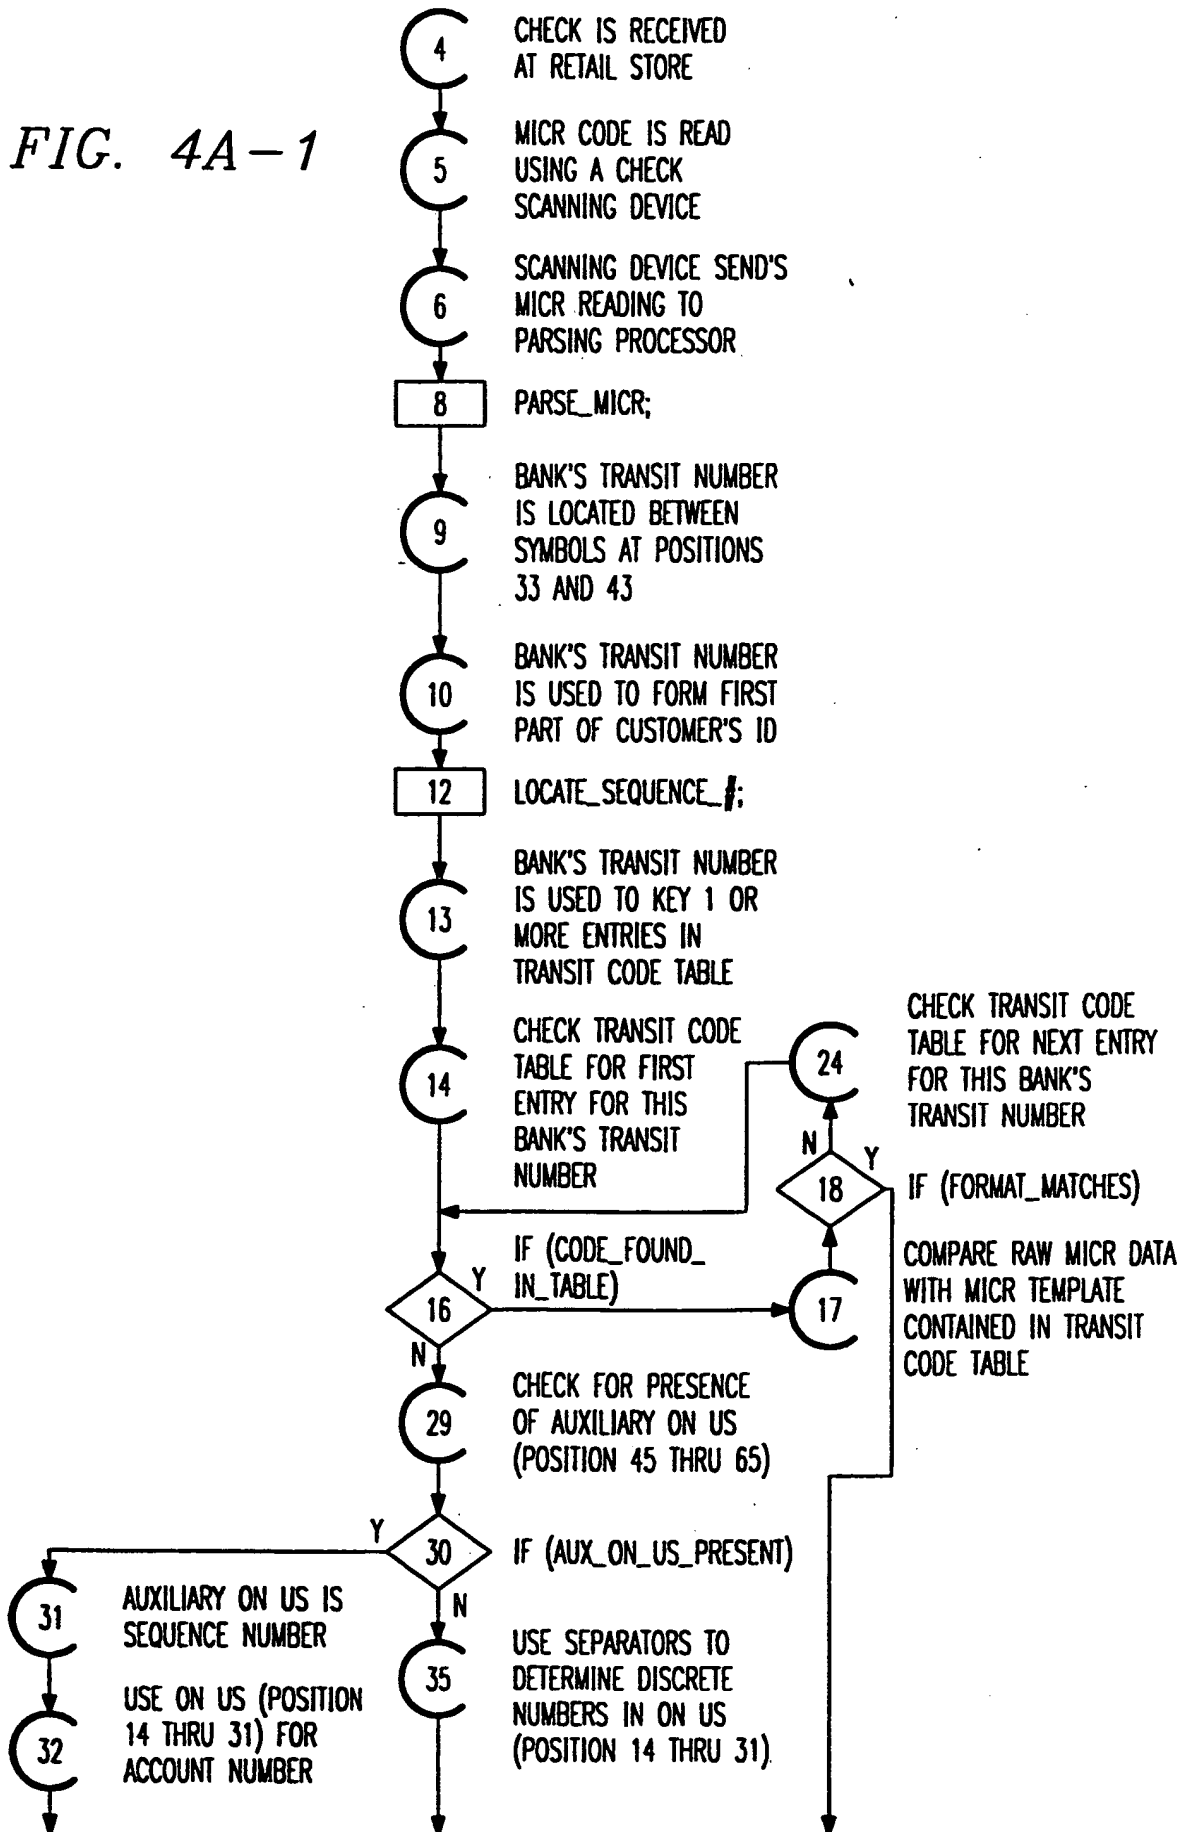 FIG. 4A-1
4
CHECK IS RECEIVED
AT RETAIL STORE
5
MICR CODE IS READ
USING A CHECK
SCANNING DEVICE
6
SCANNING DEVICE SEND'S
MICR READING TO
PARSING PROCESSOR
8
PARSE_MICR;
9
BANK'S TRANSIT NUMBER
IS LOCATED BETWEEN
SYMBOLS AT POSITIONS
33 AND 43
10
BANK'S TRANSIT NUMBER
IS USED TO FORM FIRST
PART OF CUSTOMER'S ID
12
LOCATE_SEQUENCE_#;
13
BANK'S TRANSIT NUMBER
IS USED TO KEY 1 OR
MORE ENTRIES IN
TRANSIT CODE TABLE
14
CHECK TRANSIT CODE
TABLE FOR FIRST
ENTRY FOR THIS
BANK'S TRANSIT
NUMBER
24
CHECK TRANSIT CODE
TABLE FOR NEXT ENTRY
FOR THIS BANK'S
TRANSIT NUMBER
N
Y
18
IF (FORMAT_MATCHES)
16
Y
IF (CODE_FOUND_
IN_TABLE)
N
17
COMPARE RAW MICR DATA
WITH MICR TEMPLATE
CONTAINED IN TRANSIT
CODE TABLE
29
CHECK FOR PRESENCE
OF AUXILIARY ON US
(POSITION 45 THRU 65)
Y
30
IF (AUX_ON_US_PRESENT)
N
31
AUXILIARY ON US IS
SEQUENCE NUMBER
32
USE ON US (POSITION
14 THRU 31) FOR
ACCOUNT NUMBER
35
USE SEPARATORS TO
DETERMINE DISCRETE
NUMBERS IN ON US
(POSITION 14 THRU 31)